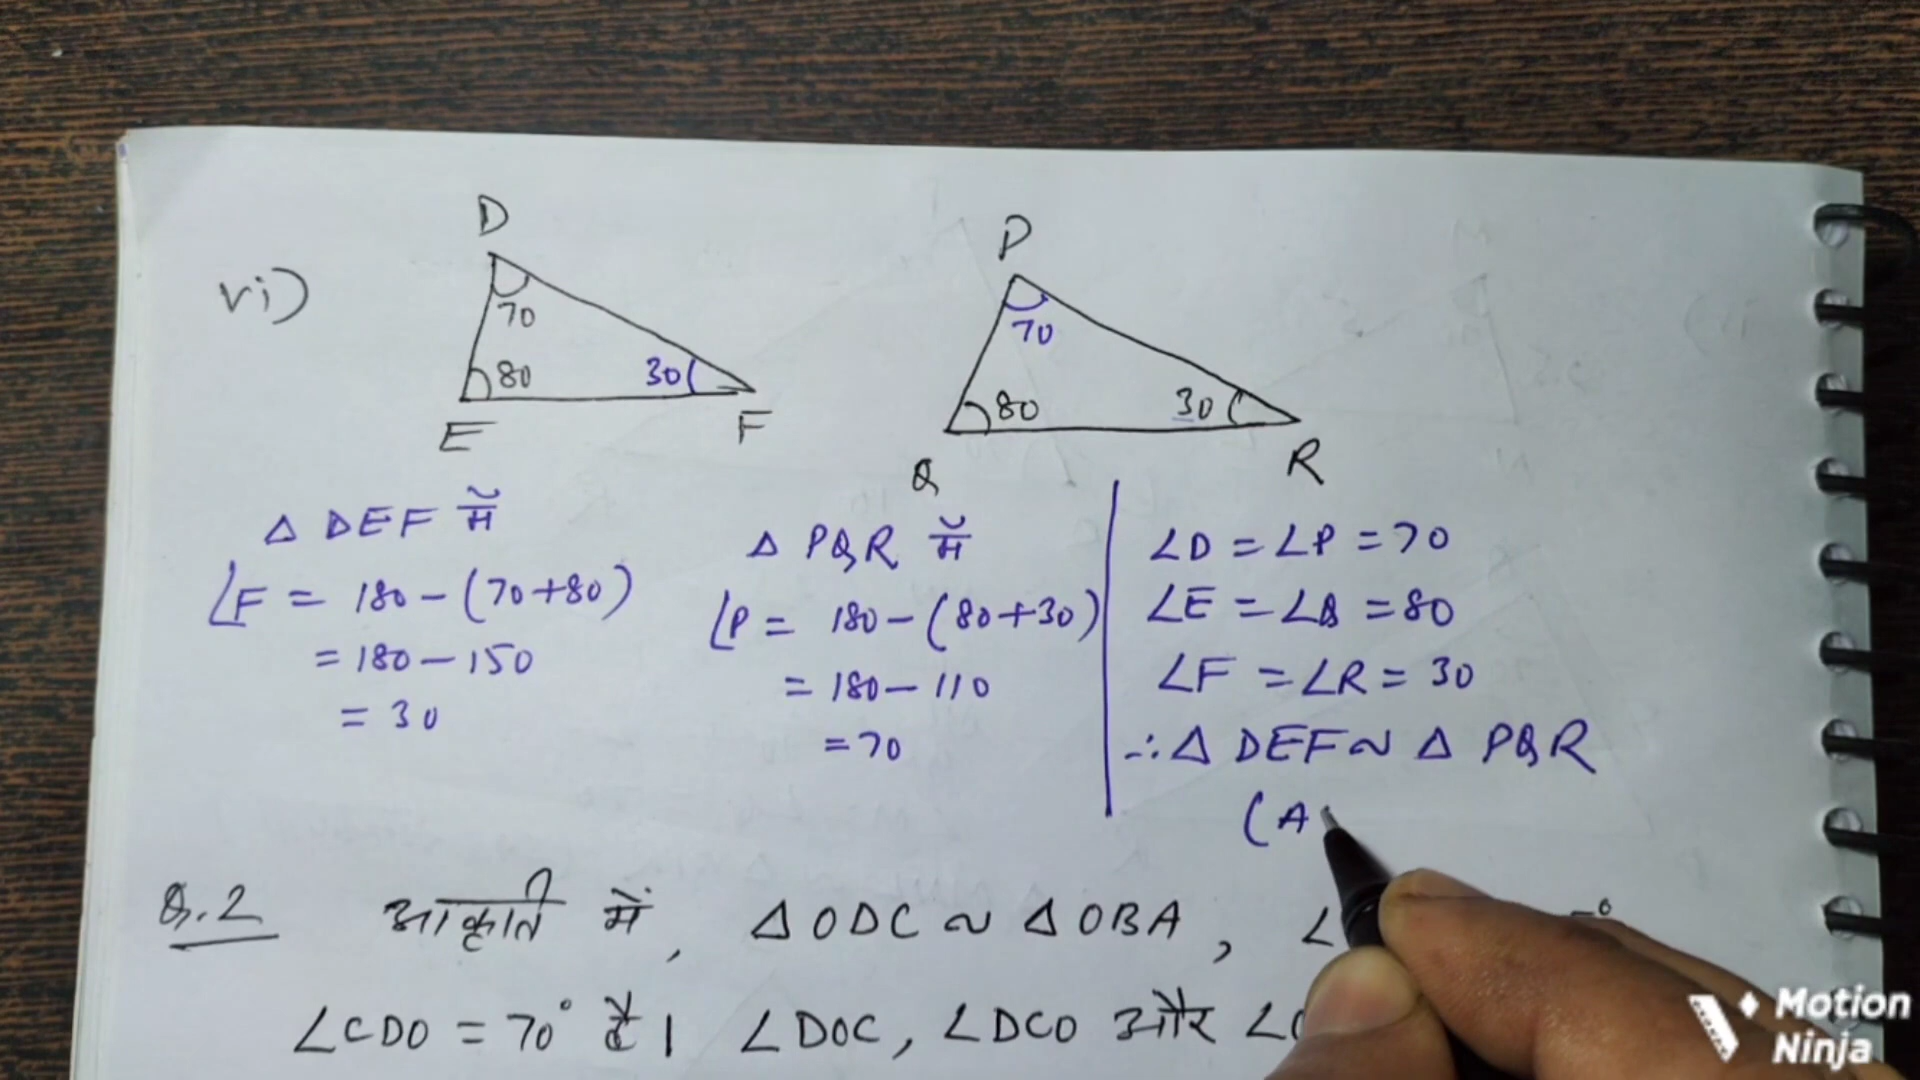 vi)
D
70
80
30
E
F
P
70
80
30
Q
R
Δ DEF में
∠F = 180 - (70+80)
= 180 - 150
= 30
Δ PQR में
∠P = 180 - (80+30)
= 180 - 110
= 70
∠D = ∠P = 70
∠E = ∠Q = 80
∠F = ∠R = 30
∴ Δ DEF ~ Δ PQR
(A
Q.2 आकृति में, Δ ODC ~ Δ OBA, ∠
∠CDO = 70° है। ∠DOC, ∠DCO और ∠
Motion
Ninja